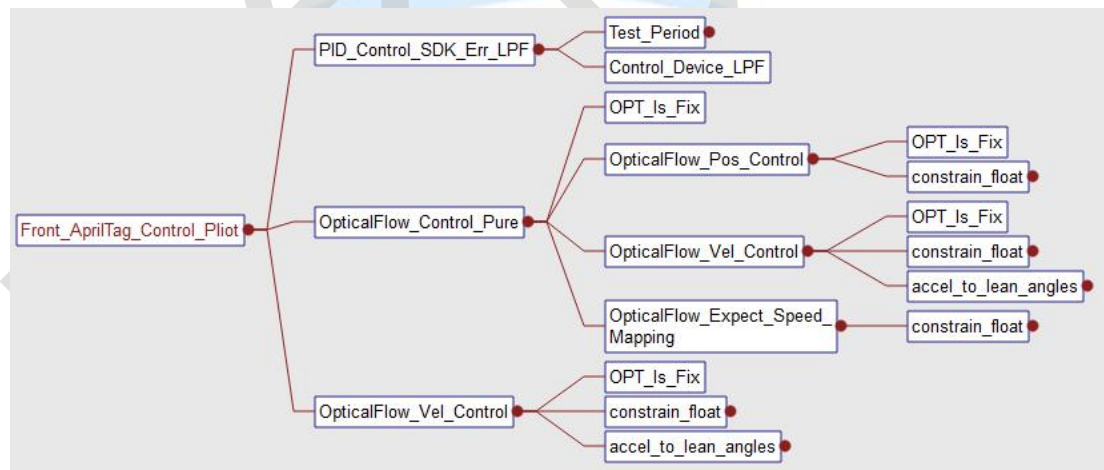 Front_AprilTag_Control_Pliot
PID_Control_SDK_Err_LPF
Test_Period
Control_Device_LPF
OpticalFlow_Control_Pure
OPT_Is_Fix
OpticalFlow_Pos_Control
OPT_Is_Fix
constrain_float
OpticalFlow_Vel_Control
OPT_Is_Fix
constrain_float
accel_to_lean_angles
OpticalFlow_Expect_Speed_
Mapping
constrain_float
OpticalFlow_Vel_Control
OPT_Is_Fix
constrain_float
accel_to_lean_angles